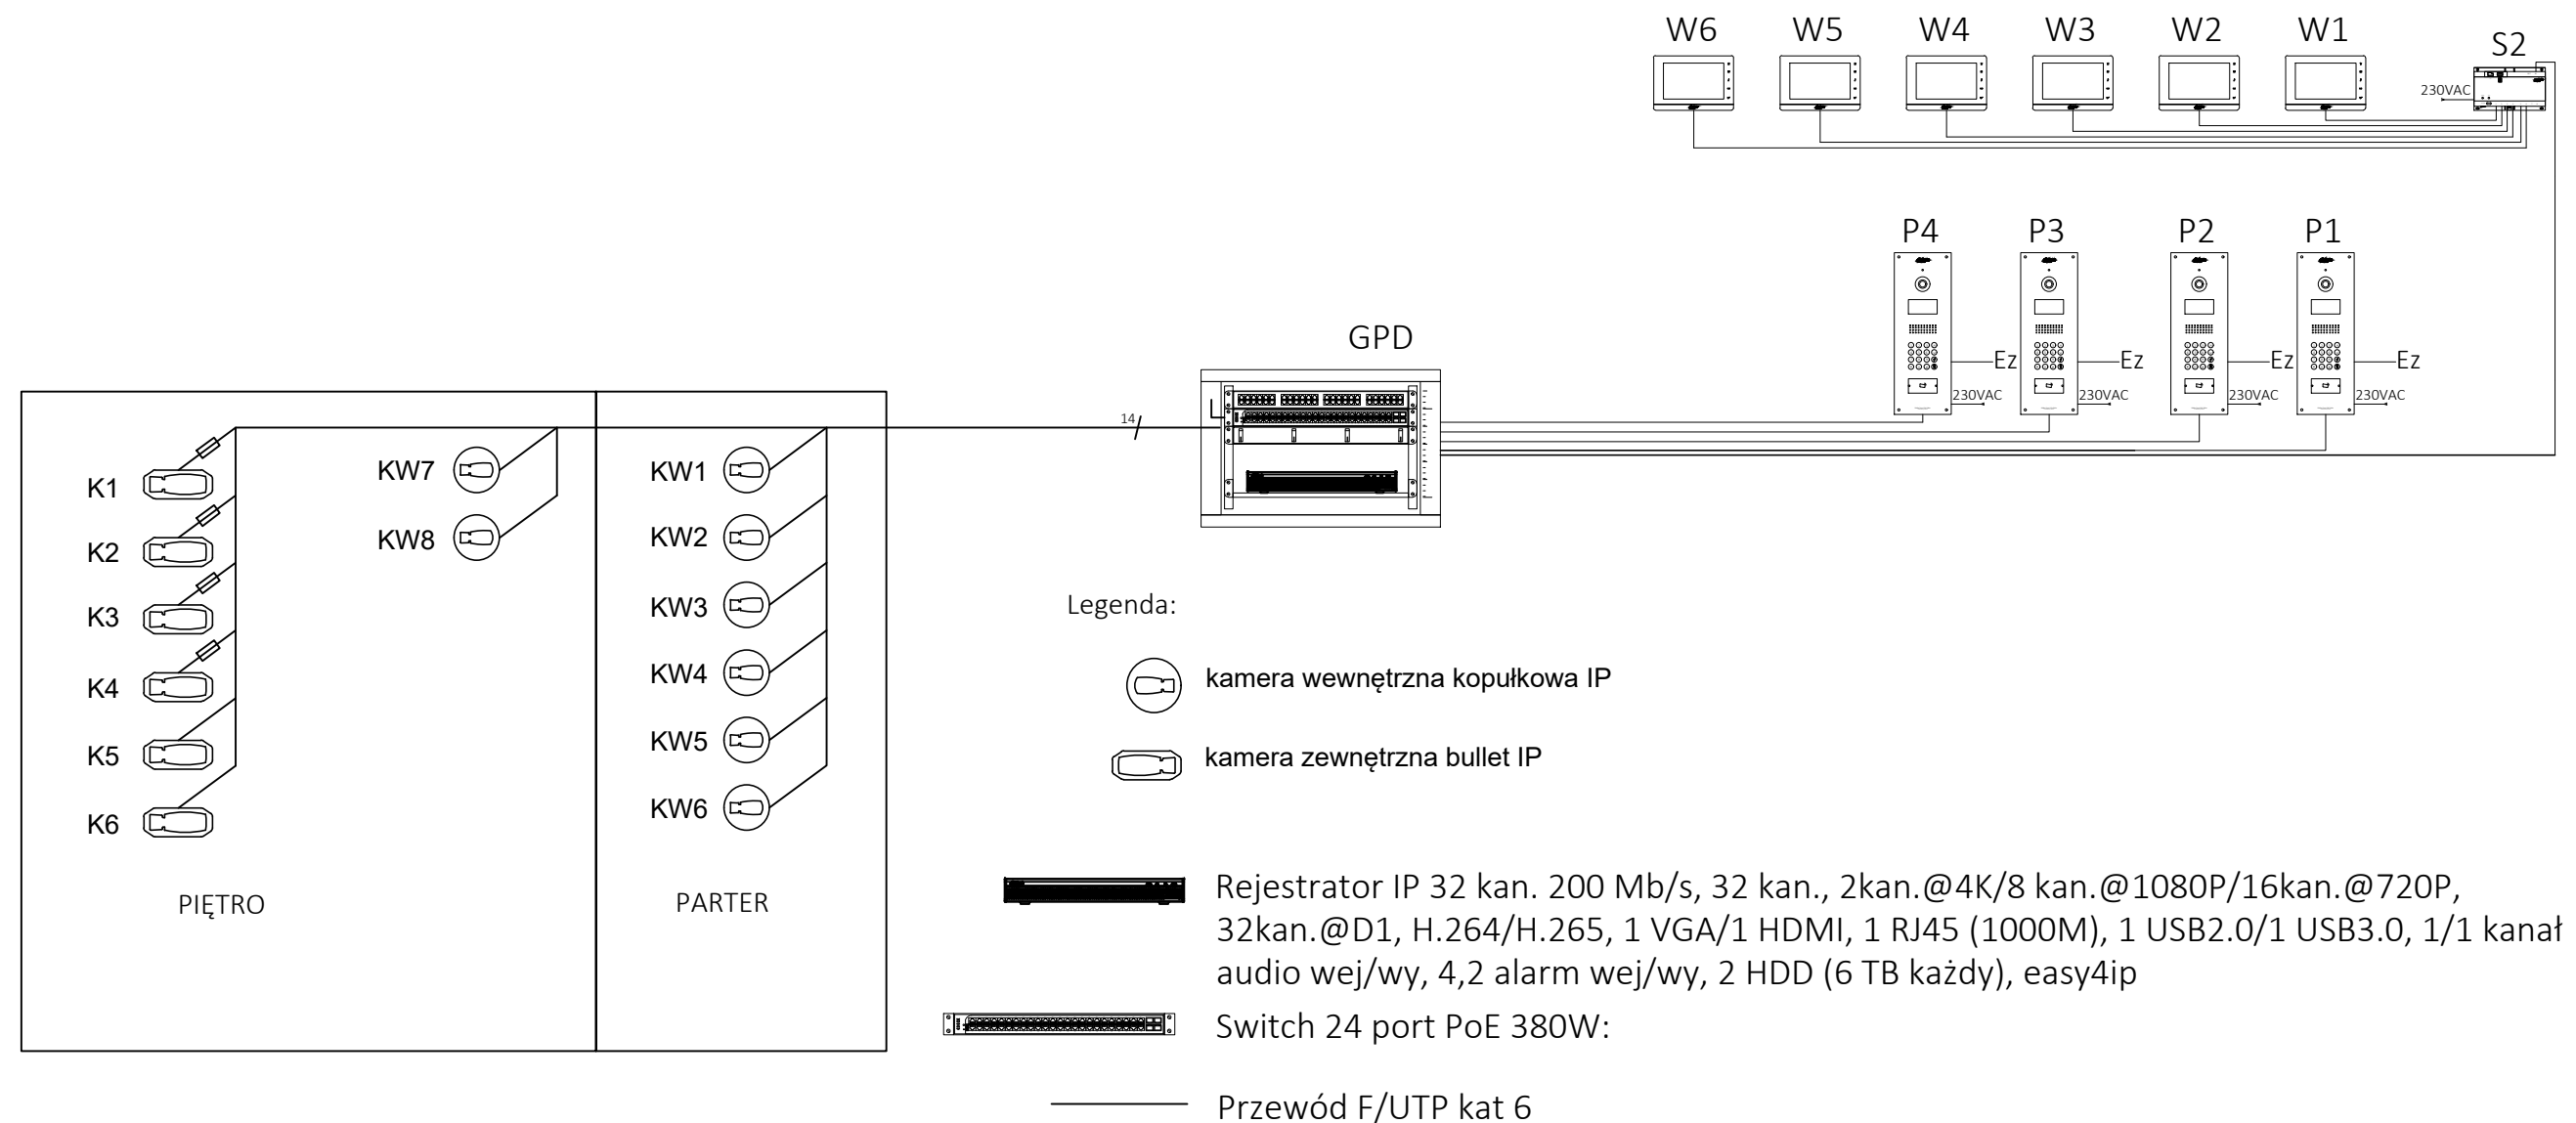 W6 W5 W4 W3 W2 W1
S2
230VAC
P4 P3 P2 P1
Ez Ez Ez Ez
230VAC 230VAC 230VAC 230VAC
GPD
14
K1
K2
K3
K4
K5
K6
KW7
KW8
KW1
KW2
KW3
KW4
KW5
KW6
PIĘTRO
PARTER
Legenda:
kamera wewnętrzna kopułkowa IP
kamera zewnętrzna bullet IP
Rejestrator IP 32 kan. 200 Mb/s, 32 kan., 2kan.@4K/8 kan.@1080P/16kan.@720P,
32kan.@D1, H.264/H.265, 1 VGA/1 HDMI, 1 RJ45 (1000M), 1 USB2.0/1 USB3.0, 1/1 kanał
audio wej/wy, 4,2 alarm wej/wy, 2 HDD (6 TB każdy), easy4ip
Switch 24 port PoE 380W:
Przewód F/UTP kat 6